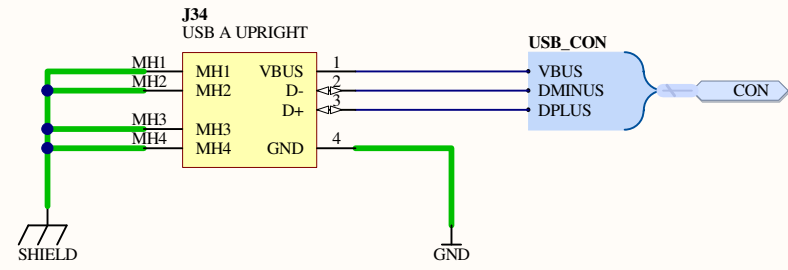 J34
USB A UPRIGHT
USB_CON
MH1 MH1 VBUS 1 VBUS
MH2 MH2 D- 2 DMINUS CON
D+ 3 DPLUS
MH3 MH3
MH4 MH4 GND 4
SHIELD GND